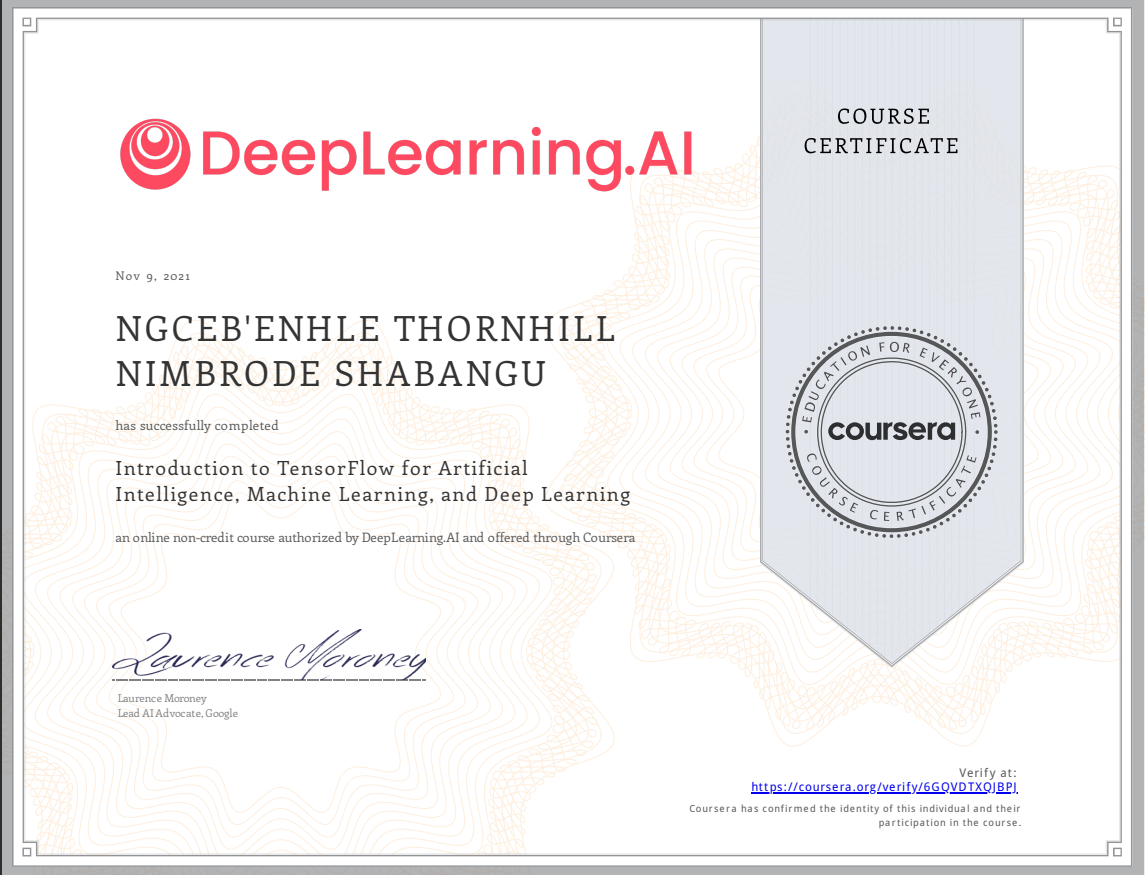 DeepLearning.AI
COURSE
CERTIFICATE
Nov 9, 2021
NGCEB'ENHLE THORNHILL
NIMBRODE SHABANGU
has successfully completed
Introduction to TensorFlow for Artificial
Intelligence, Machine Learning, and Deep Learning
an online non-credit course authorized by DeepLearning.AI and offered through Coursera
EDUCATION FOR EVERYONE
coursera
COURSE CERTIFICATE
Laurence Moroney
Laurence Moroney
Lead AI Advocate, Google
Verify at:
https://coursera.org/verify/6GQVDTXQJBPJ
Coursera has confirmed the identity of this individual and their
participation in the course.